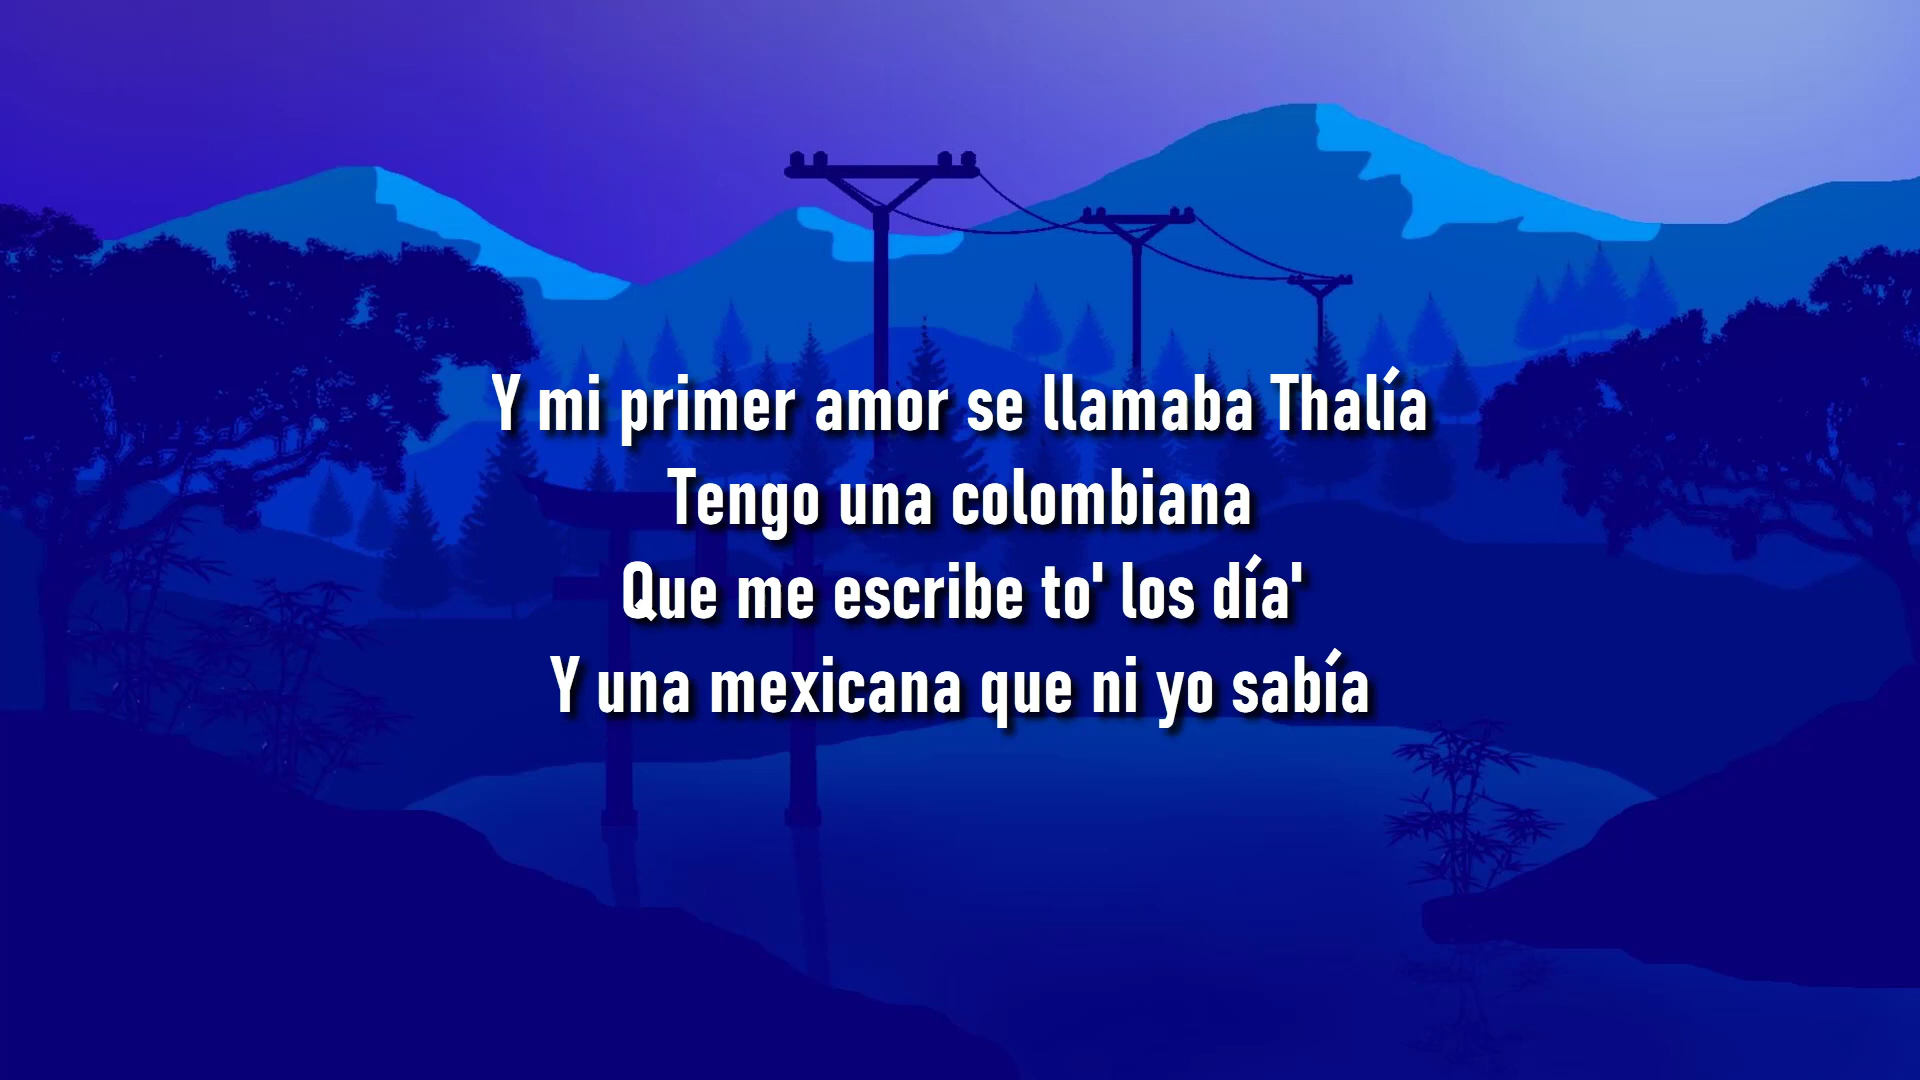 Y mi primer amor se llamaba Thalía
Tengo una colombiana
Que me escribe to' los día'
Y una mexicana que ni yo sabía